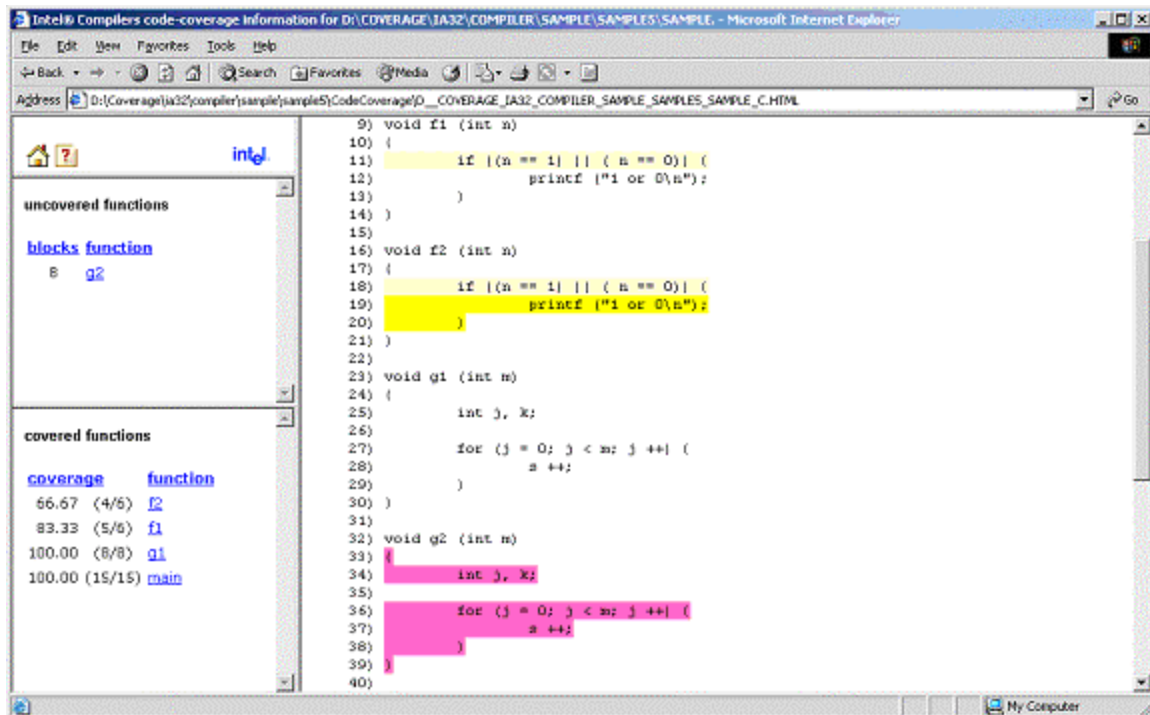 Intel® Compilers code-coverage information for D:\COVERAGE\IA32\COMPILER\SAMPLE\SAMPLE5\SAMPLE. - Microsoft Internet Explorer
File Edit View Favorites Tools Help
Back Search Favorites Media
Address D:\Coverage\ia32\compiler\sample\sample5\CodeCoverage\D__COVERAGE_IA32_COMPILER_SAMPLE_SAMPLE5_SAMPLE_C.HTML Go
intel.
uncovered functions
blocks function
8 g2
covered functions
coverage function
66.67 (4/6) f2
83.33 (5/6) f1
100.00 (8/8) g1
100.00 (15/15) main
9) void f1 (int n)
10) {
11) if ((n == 1) || ( n == 0)) {
12) printf ("1 or 0\n");
13) }
14) }
15)
16) void f2 (int n)
17) {
18) if ((n == 1) || ( n == 0)) {
19) printf ("1 or 0\n");
20) }
21) }
22)
23) void g1 (int m)
24) {
25) int j, k;
26)
27) for (j = 0; j < m; j ++) {
28) s ++;
29) }
30) }
31)
32) void g2 (int m)
33) {
34) int j, k;
35)
36) for (j = 0; j < m; j ++) {
37) s ++;
38) }
39) }
40)
My Computer